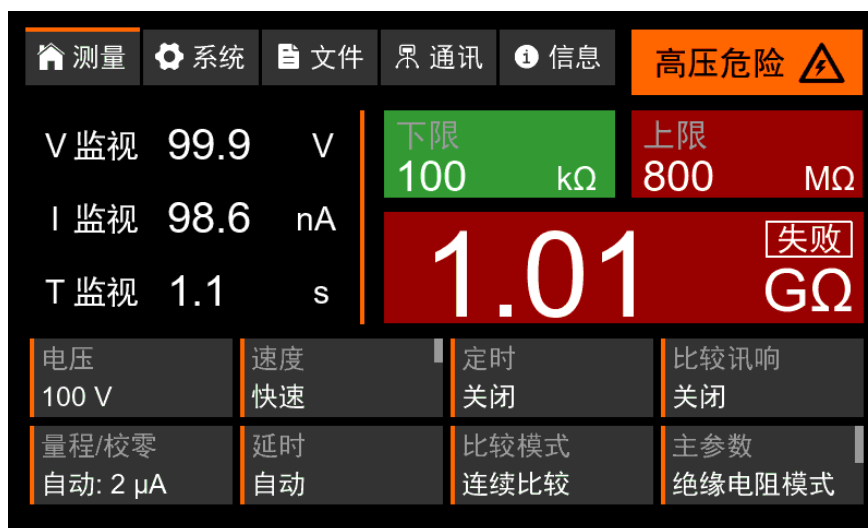 测量 系统 文件 通讯 信息 高压危险
V 监视 99.9 V
I 监视 98.6 nA
T 监视 1.1 s
下限
100 kΩ
上限
800 MΩ
失败
1.01 GΩ
电压
100 V
速度
快速
定时
关闭
比较讯响
关闭
量程/校零
自动: 2 μA
延时
自动
比较模式
连续比较
主参数
绝缘电阻模式